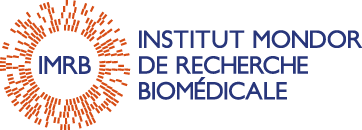 IMRB
INSTITUT MONDOR
DE RECHERCHE
BIOMÉDICALE